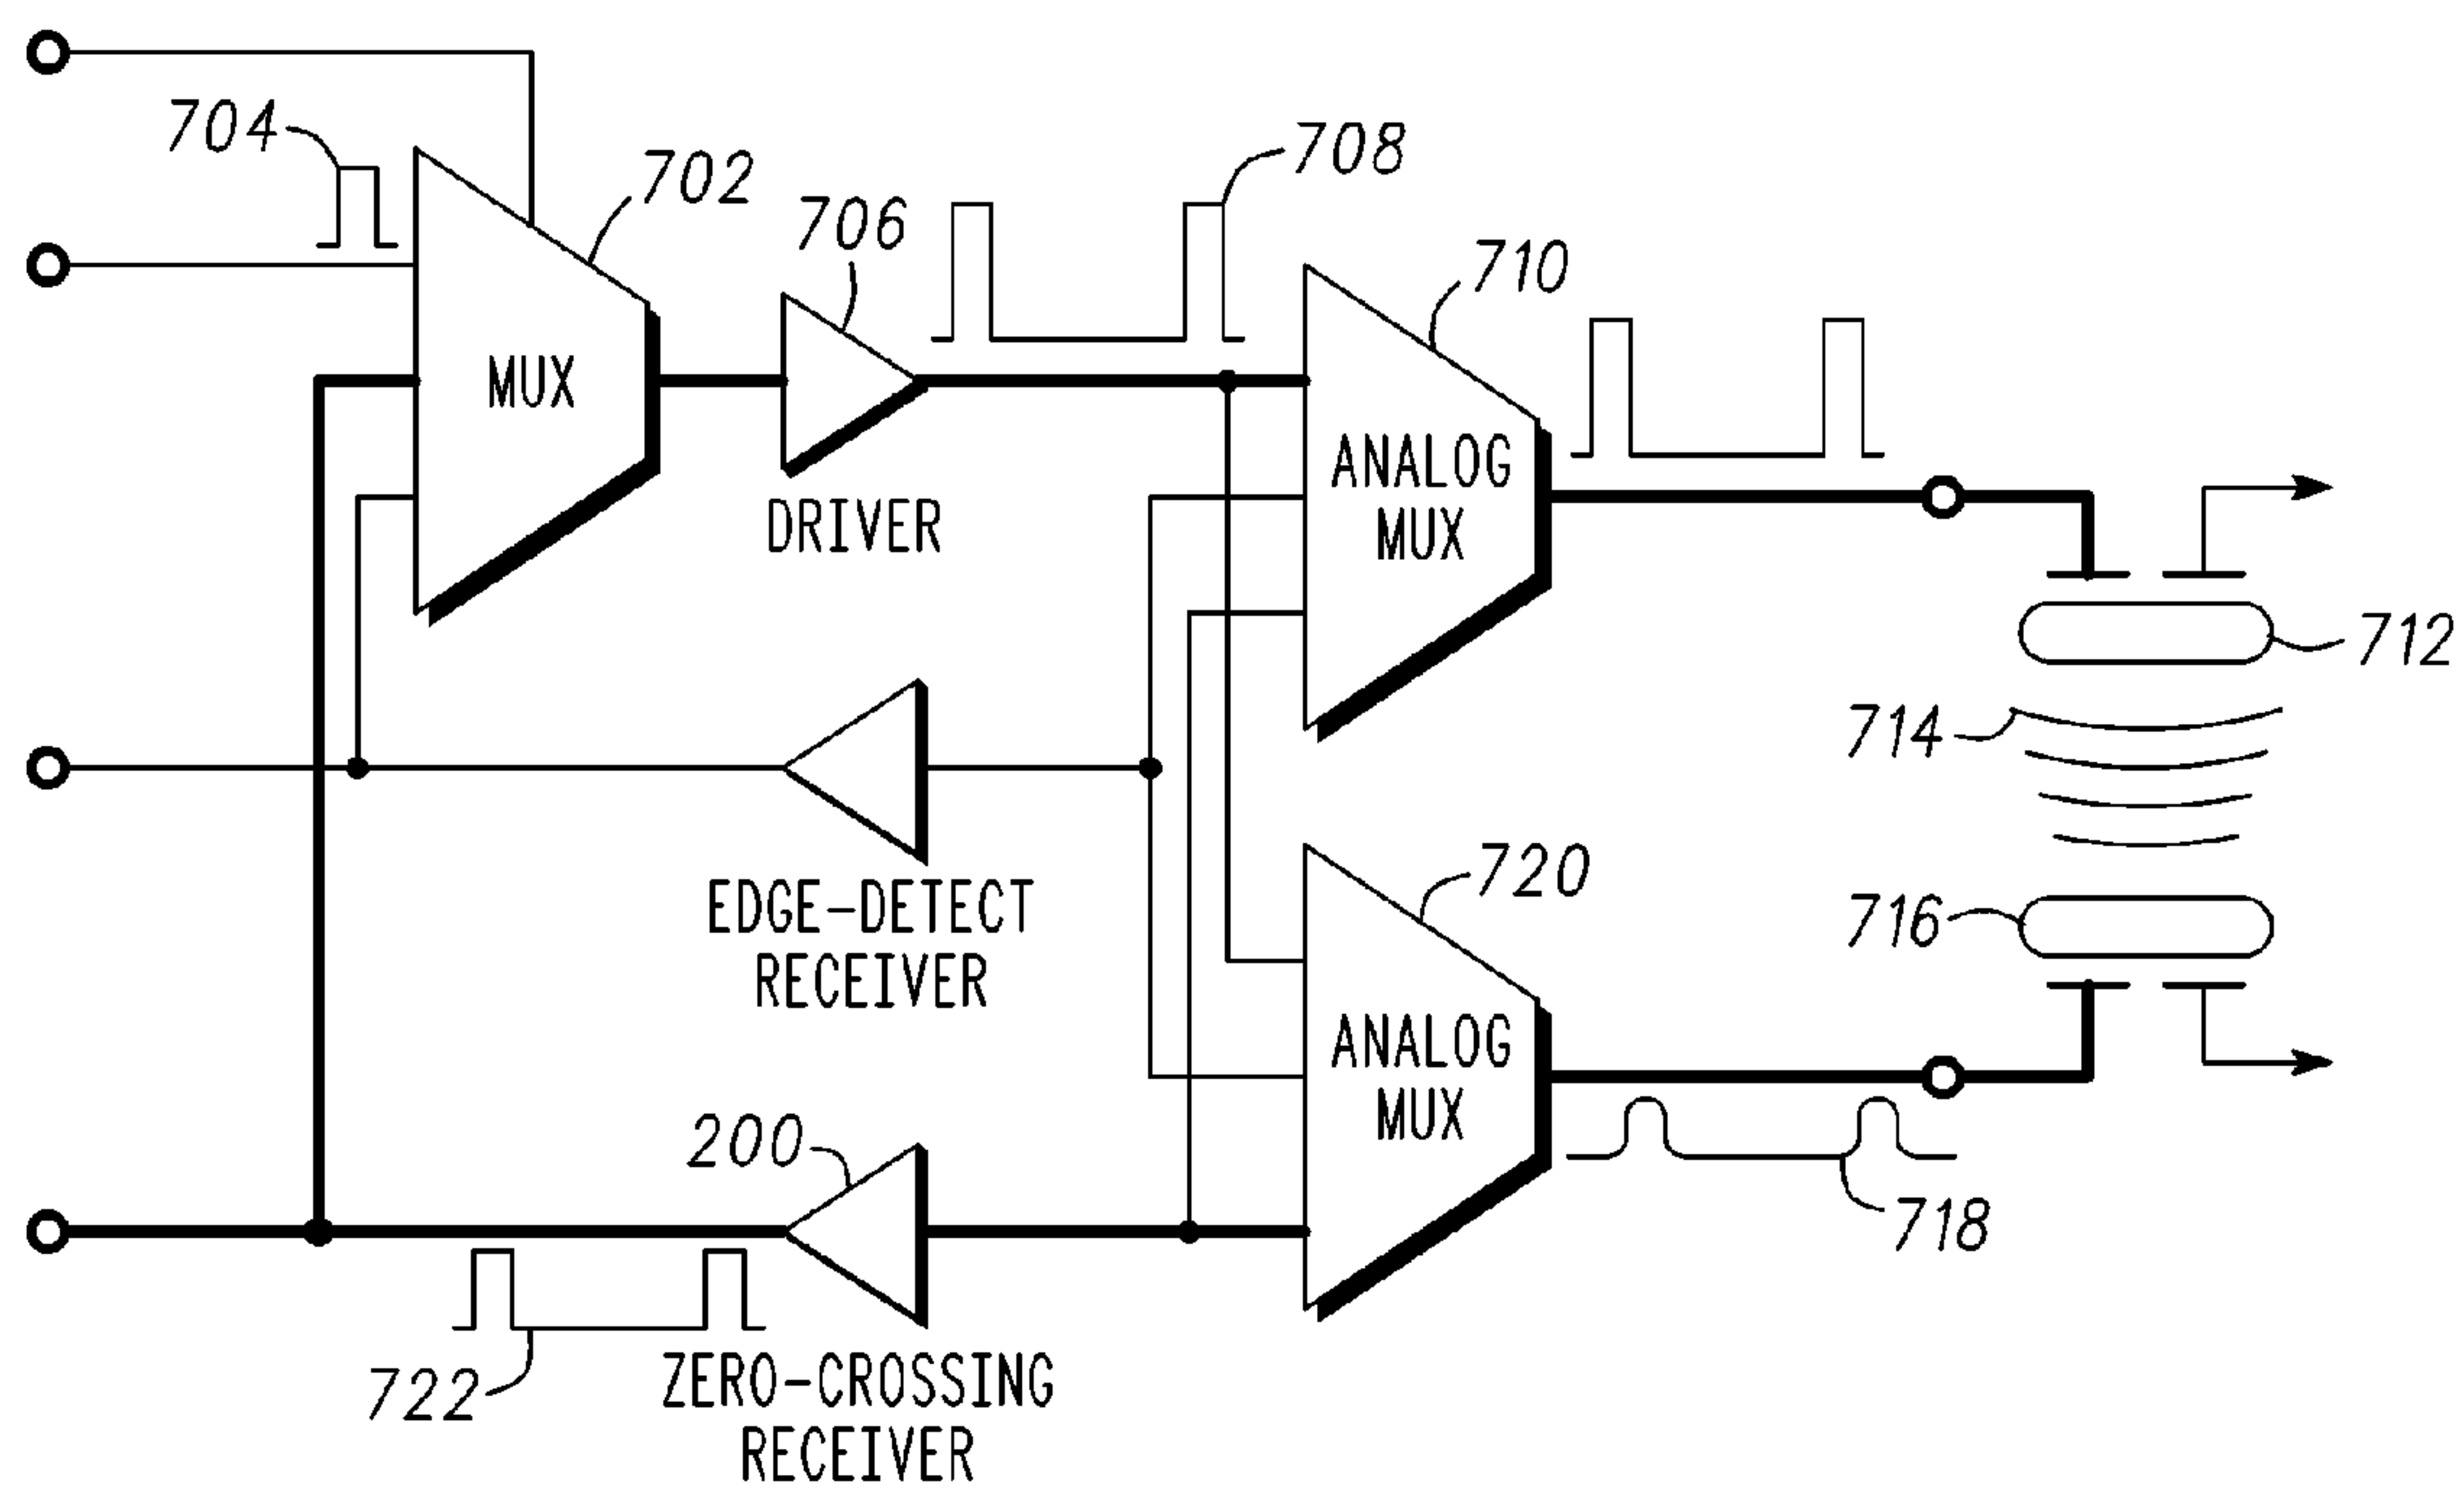 704
702
706
708
710
MUX
DRIVER
ANALOG
MUX
712
714
EDGE-DETECT
RECEIVER
720
716
ANALOG
MUX
200
718
722
ZERO-CROSSING
RECEIVER